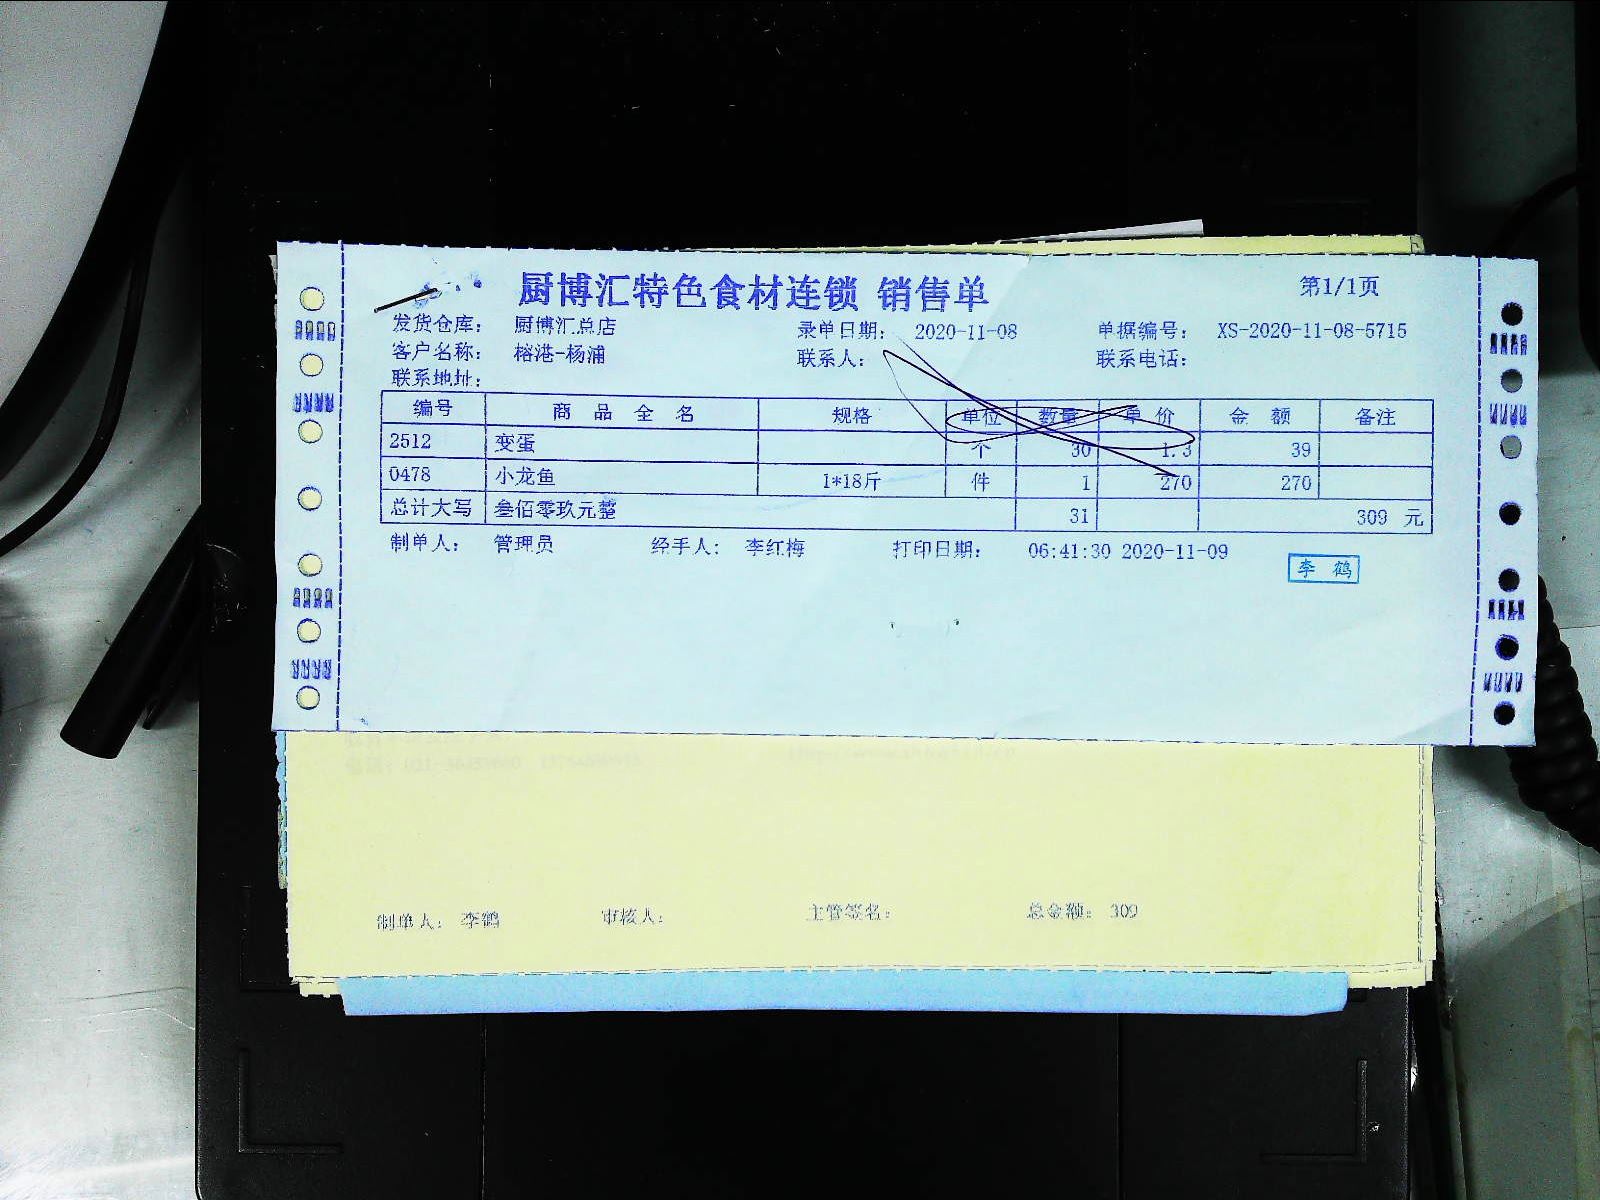 厨博汇特色食材连锁 销售单 第1/1页
发货仓库： 厨博汇总店 录单日期： 2020-11-08 单据编号： XS-2020-11-08-5715
客户名称： 榕港-杨浦 联系人： 联系电话：
联系地址：
编号 商 品 全 名 规格 单位 数量 单 价 金 额 备注
2512 变蛋 个 30 1.3 39
0478 小龙鱼 1*18斤 件 1 270 270
总计大写 叁佰零玖元整 31 309 元
制单人： 管理员 经手人： 李红梅 打印日期： 06:41:30 2020-11-09
李 鹤
制单人： 李鹤 审核人： 主管签名： 总金额： 309